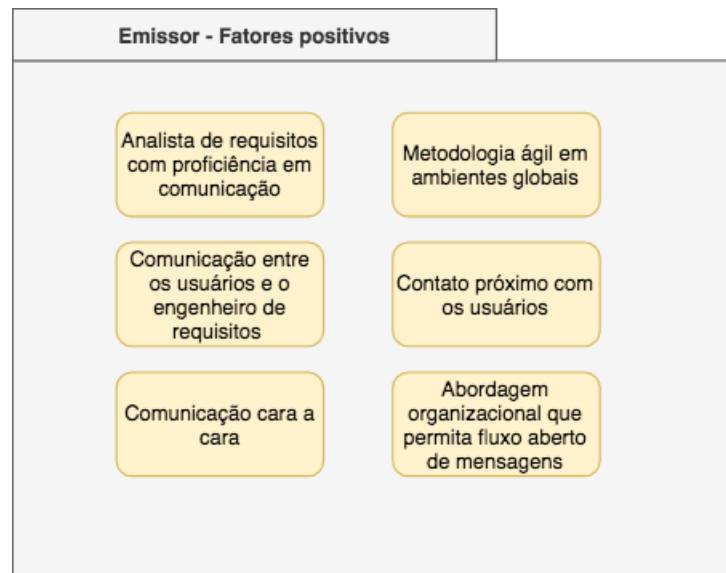 Emissor - Fatores positivos
Analista de requisitos
com proficiência em
comunicação
Metodologia ágil em
ambientes globais
Comunicação entre
os usuários e o
engenheiro de
requisitos
Contato próximo com
os usuários
Comunicação cara a
cara
Abordagem
organizacional que
permita fluxo aberto
de mensagens